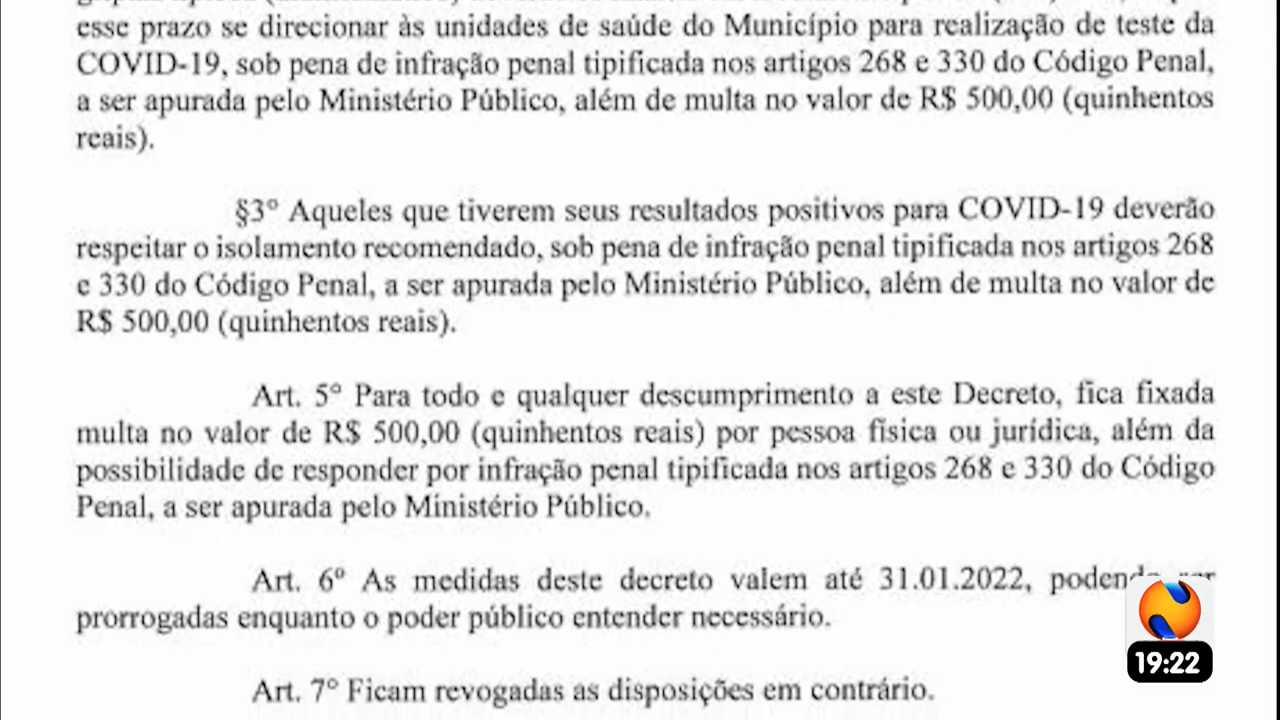 esse prazo se direcionar às unidades de saúde do Município para realização de teste da
COVID-19, sob pena de infração penal tipificada nos artigos 268 e 330 do Código Penal,
a ser apurada pelo Ministério Público, além de multa no valor de R$ 500,00 (quinhentos
reais).
§3° Aqueles que tiverem seus resultados positivos para COVID-19 deverão
respeitar o isolamento recomendado, sob pena de infração penal tipificada nos artigos 268
e 330 do Código Penal, a ser apurada pelo Ministério Público, além de multa no valor de
R$ 500,00 (quinhentos reais).
Art. 5° Para todo e qualquer descumprimento a este Decreto, fica fixada
multa no valor de R$ 500,00 (quinhentos reais) por pessoa física ou jurídica, além da
possibilidade de responder por infração penal tipificada nos artigos 268 e 330 do Código
Penal, a ser apurada pelo Ministério Público.
Art. 6° As medidas deste decreto valem até 31.01.2022, podendo ser
prorrogadas enquanto o poder público entender necessário.
19:22
Art. 7° Ficam revogadas as disposições em contrário.